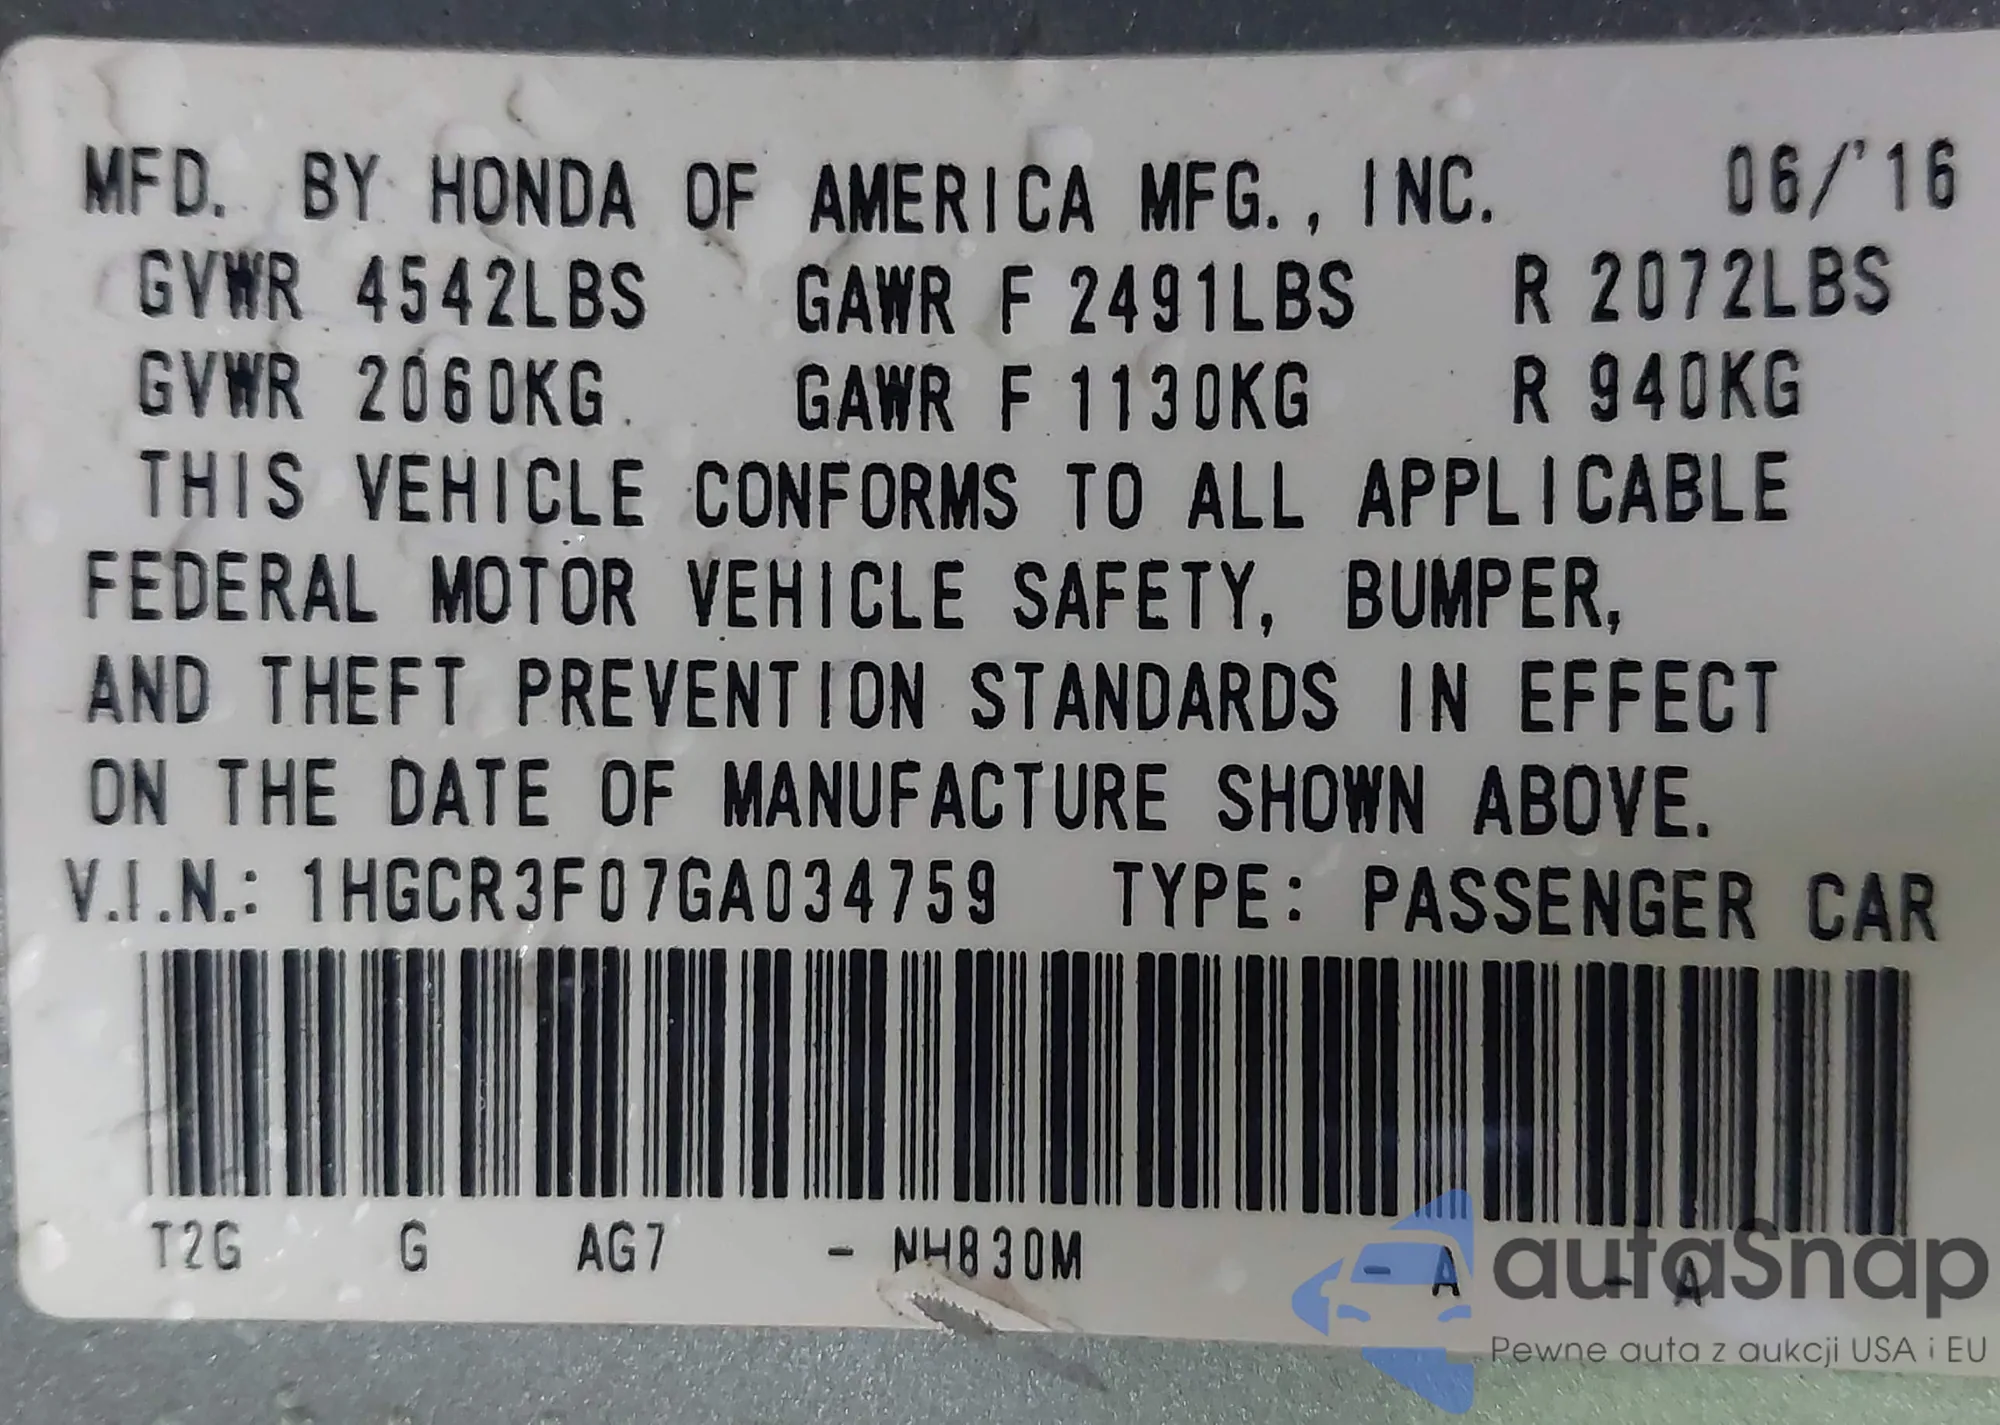 MFD. BY HONDA OF AMERICA MFG., INC. 06/'16
GVWR 4542LBS GAWR F 2491LBS R 2072LBS
GVWR 2060KG GAWR F 1130KG R 940KG
THIS VEHICLE CONFORMS TO ALL APPLICABLE
FEDERAL MOTOR VEHICLE SAFETY, BUMPER,
AND THEFT PREVENTION STANDARDS IN EFFECT
ON THE DATE OF MANUFACTURE SHOWN ABOVE.
V.I.N.: 1HGCR3F07GA034759 TYPE: PASSENGER CAR
T2G G AG7 - NH830M - A - A
autaSnap
Pewne auta z aukcji USA i EU